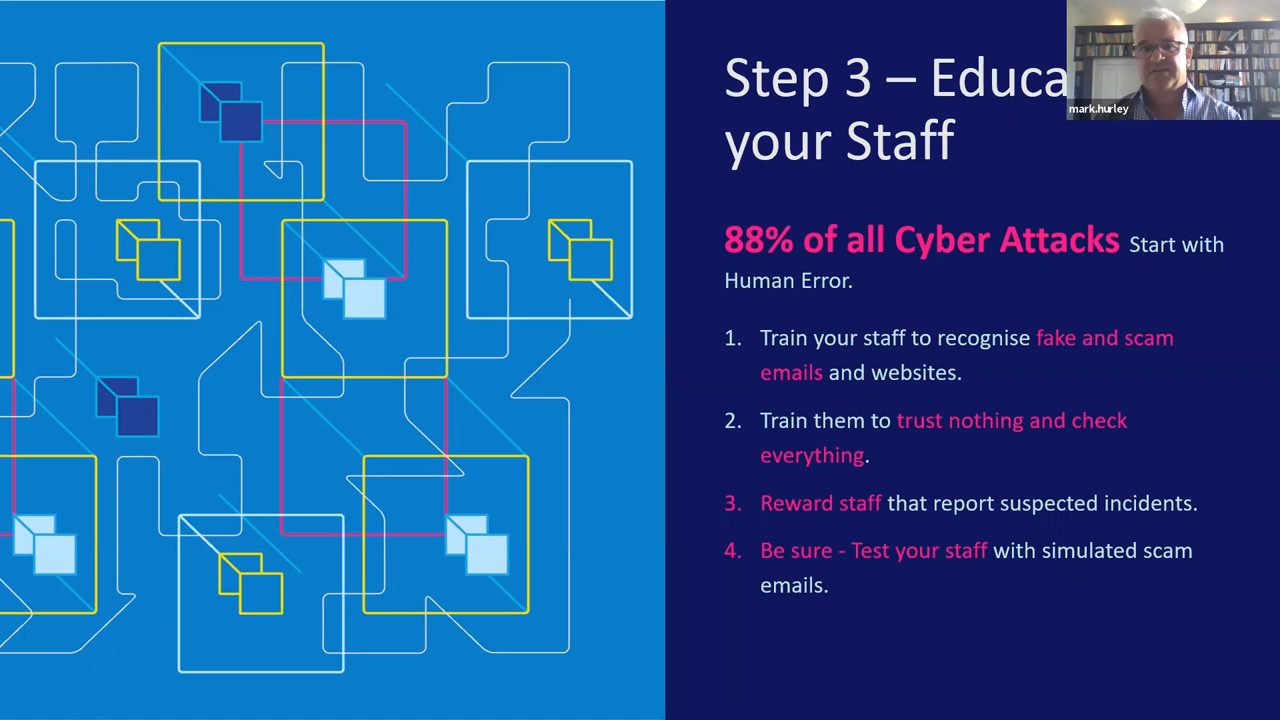 Step 3 – Educa
your Staff
mark.hurley
88% of all Cyber Attacks Start with
Human Error.
1. Train your staff to recognise fake and scam
emails and websites.
2. Train them to trust nothing and check
everything.
3. Reward staff that report suspected incidents.
4. Be sure - Test your staff with simulated scam
emails.